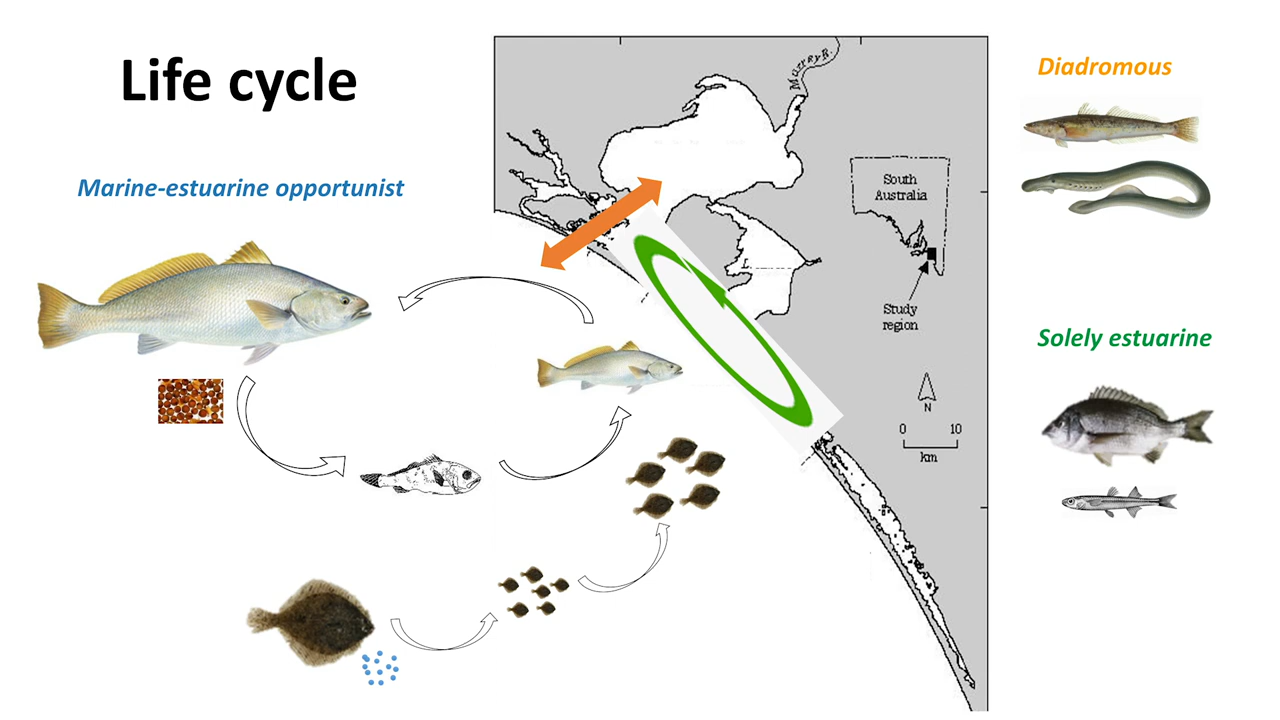 Life cycle
Marine-estuarine opportunist
Murray R.
South
Australia
Study
region
N
0 10
km
Diadromous
Solely estuarine